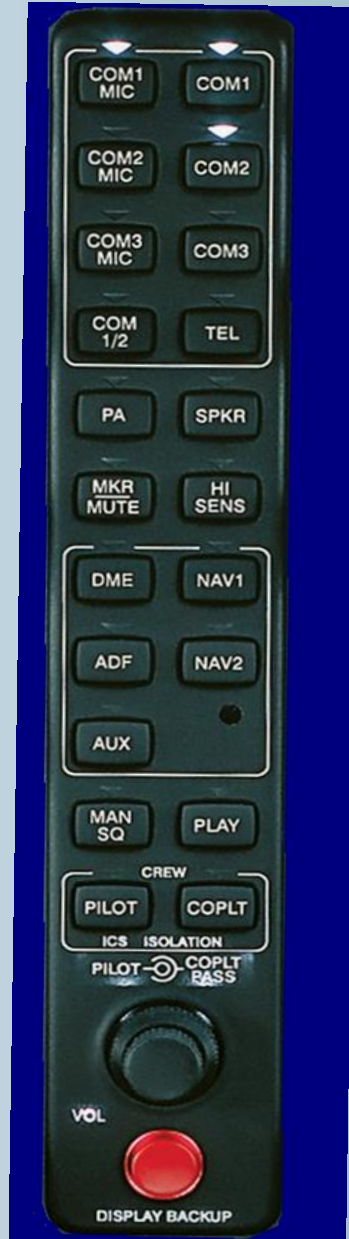 COM1
MIC
COM1
COM2
MIC
COM2
COM3
MIC
COM3
COM
1/2
TEL
PA
SPKR
MKR
MUTE
HI
SENS
DME
NAV1
ADF
NAV2
AUX
MAN
SQ
PLAY
CREW
PILOT
COPLT
ICS ISOLATION
PILOT
COPLT
PASS
VOL
DISPLAY BACKUP